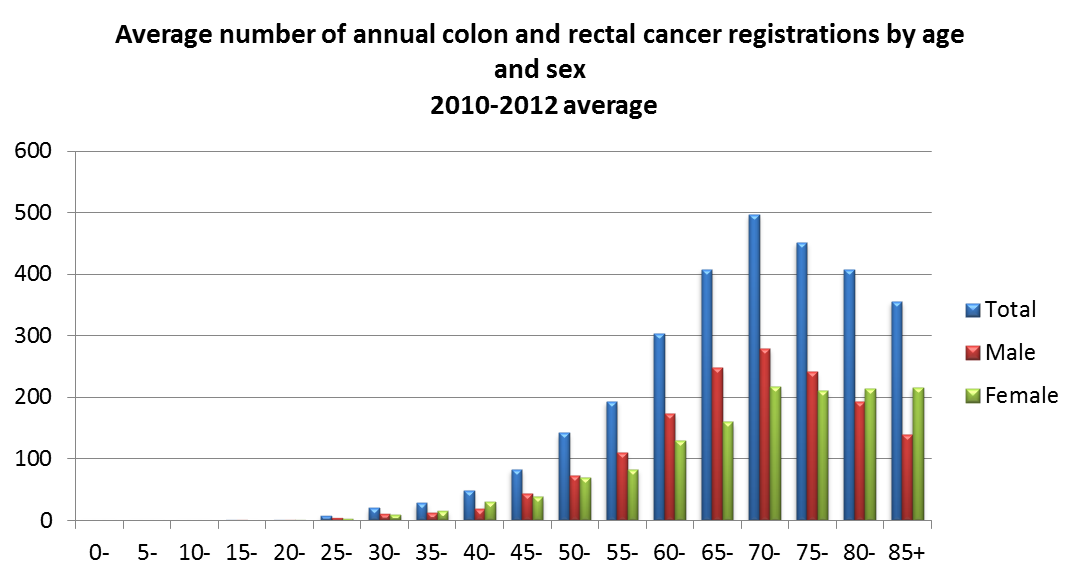 Average number of annual colon and rectal cancer registrations by age
and sex
2010-2012 average
600
500
400
300
200
100
0
0- 5- 10- 15- 20- 25- 30- 35- 40- 45- 50- 55- 60- 65- 70- 75- 80- 85+
Total
Male
Female